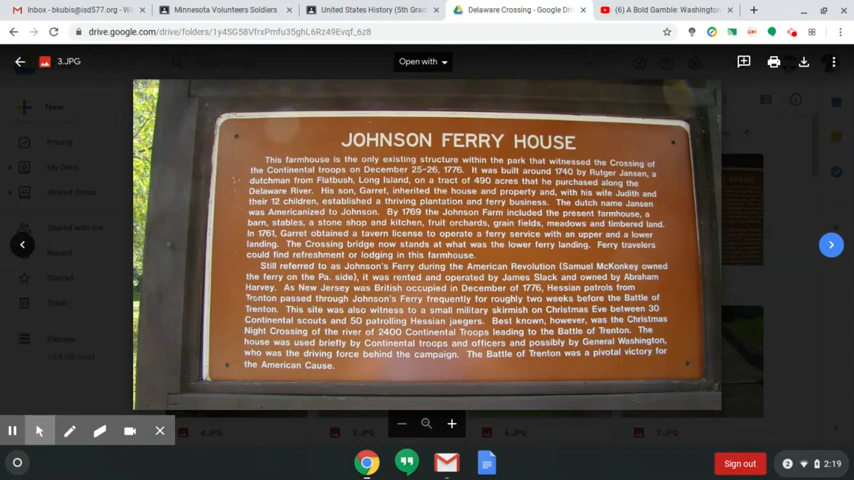 Inbox - bkubis@isd577.org - Wi
Minnesota Volunteers Soldiers
United States History (5th Grad
Delaware Crossing - Google Dri
(6) A Bold Gamble: Washington
drive.google.com/drive/folders/1y4SG58VfrxPmfu35ghL6Rz49Evqf_6z8
3.JPG
Open with
New
Priority
My Drive
Shared drives
Shared with me
Recent
Starred
Trash
Storage
JOHNSON FERRY HOUSE
This farmhouse is the only existing structure within the park that witnessed the Crossing of
the Continental troops on December 25-26, 1776. It was built around 1740 by Rutger Jansen, a
dutchman from Flatbush, Long Island, on a tract of 490 acres that he purchased along the
Delaware River. His son, Garret, inherited the house and property and, with his wife Judith and
their 12 children, established a thriving plantation and ferry business. The dutch name Jansen
was Americanized to Johnson. By 1769 the Johnson Farm included the present farmhouse, a
barn, stables, a stone shop and kitchen, fruit orchards, grain fields, meadows and timbered land.
In 1761, Garret obtained a tavern license to operate a ferry service with an upper and a lower
landing. The Crossing bridge now stands at what was the lower ferry landing. Ferry travelers
could find refreshment or lodging in this farmhouse.
Still referred to as Johnson's Ferry during the American Revolution (Samuel McKonkey owned
the ferry on the Pa. side), it was rented and operated by James Slack and owned by Abraham
Harvey. As New Jersey was British occupied in December of 1776, Hessian patrols from
Trenton passed through Johnson's Ferry frequently for roughly two weeks before the Battle of
Trenton. This site was also witness to a small military skirmish on Christmas Eve between 30
Continental scouts and 50 patrolling Hessian jaegers. Best known, however, was the Christmas
Night Crossing of the river of 2400 Continental Troops leading to the Battle of Trenton. The
house was used briefly by Continental troops and officers and possibly by General Washington,
who was the driving force behind the campaign. The Battle of Trenton was a pivotal victory for
the American Cause.
4.JPG
5.JPG
6.JPG
7.JPG
Sign out
2
2:19